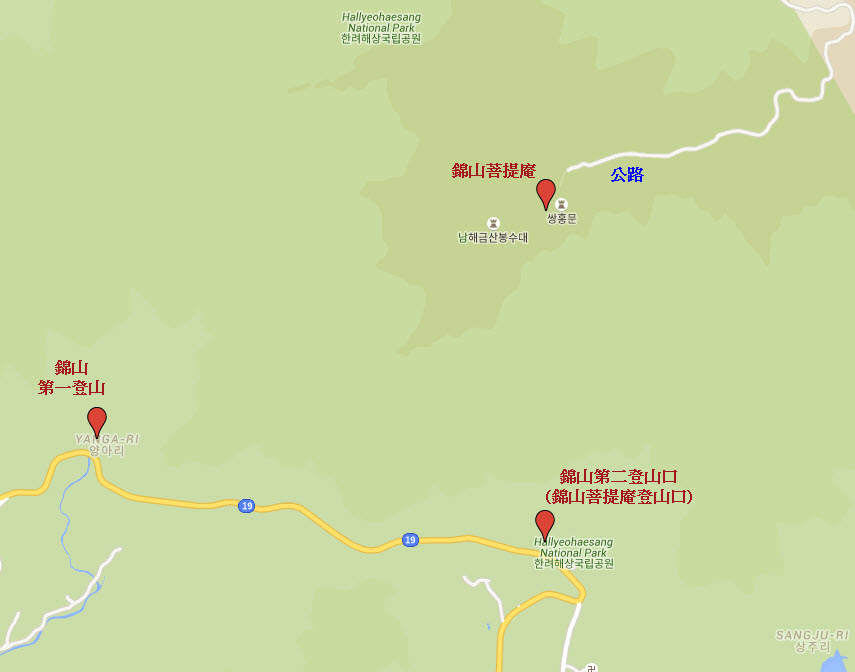 Hallyeohaesang
National Park
한려해상국립공원
錦山菩提庵
公路
쌍홍문
남해금산봉수대
錦山
第一登山
YANGA-RI
양아리
錦山第二登山口
(錦山菩提庵登山口)
19
19
Hallyeohaesang
National Park
한려해상국립공원
SANGJU-RI
상주리
卍